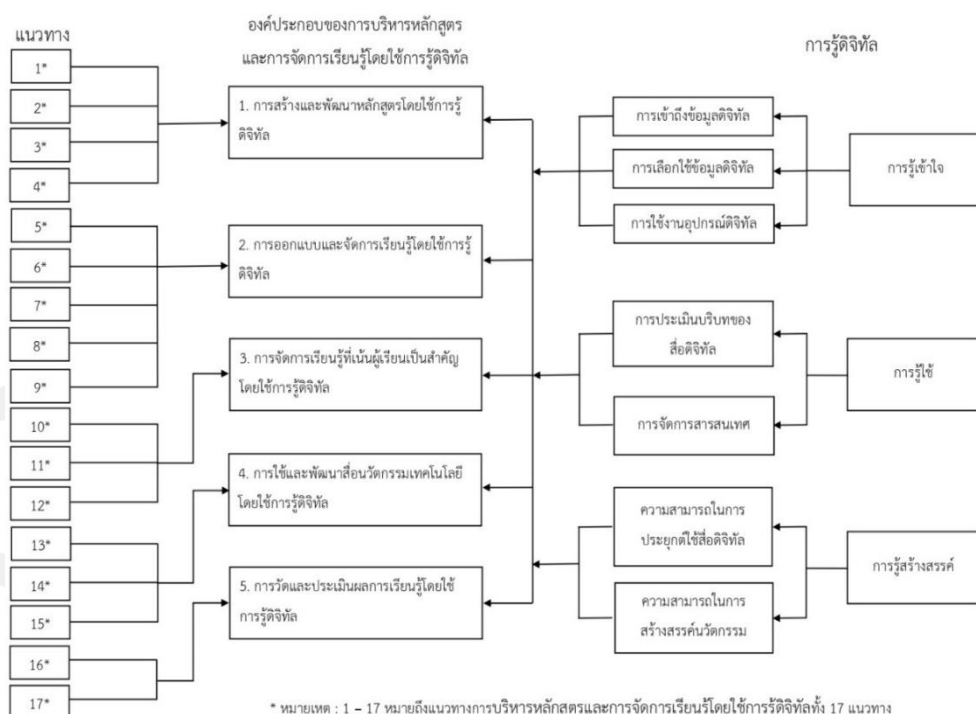 แนวทาง
1*
2*
3*
4*
5*
6*
7*
8*
9*
10*
11*
12*
13*
14*
15*
16*
17*
องค์ประกอบของการบริหารหลักสูตร
และการจัดการเรียนรู้โดยใช้การรู้ดิจิทัล
1. การสร้างและพัฒนาหลักสูตรโดยใช้การรู้
ดิจิทัล
2. การออกแบบและจัดการเรียนรู้โดยใช้การรู้
ดิจิทัล
3. การจัดการเรียนรู้ที่เน้นผู้เรียนเป็นสำคัญ
โดยใช้การรู้ดิจิทัล
4. การใช้และพัฒนาสื่อนวัตกรรมเทคโนโลยี
โดยใช้การรู้ดิจิทัล
5. การวัดและประเมินผลการเรียนรู้โดยใช้
การรู้ดิจิทัล
การรู้ดิจิทัล
การเข้าถึงข้อมูลดิจิทัล
การเลือกใช้ข้อมูลดิจิทัล
การใช้งานอุปกรณ์ดิจิทัล
การรู้เข้าใจ
การประเมินบริบทของ
สื่อดิจิทัล
การจัดการสารสนเทศ
การรู้ใช้
ความสามารถในการ
ประยุกต์ใช้สื่อดิจิทัล
ความสามารถในการ
สร้างสรรค์นวัตกรรม
การรู้สร้างสรรค์
* หมายเหตุ : 1 – 17 หมายถึงแนวทางการบริหารหลักสูตรและการจัดการเรียนรู้โดยใช้การรู้ดิจิทัลทั้ง 17 แนวทาง